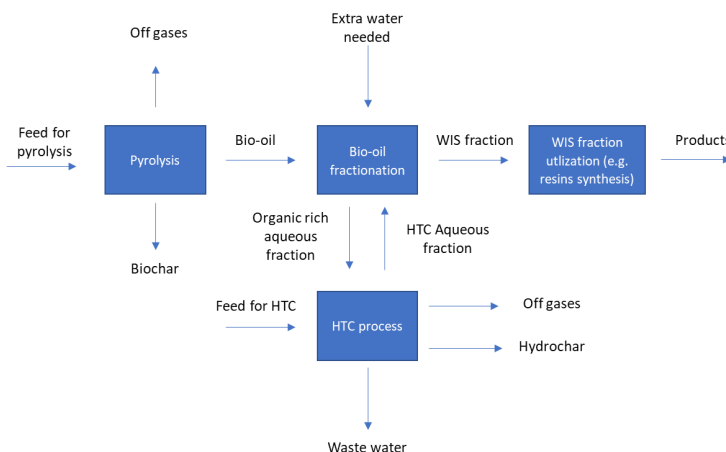 Extra water
needed
Off gases
Feed for
pyrolysis
Pyrolysis
Bio-oil
Bio-oil
fractionation
WIS fraction
WIS fraction
utlization (e.g.
resins synthesis)
Products
Organic rich
aqueous
fraction
HTC Aqueous
fraction
Biochar
Feed for HTC
HTC process
Off gases
Hydrochar
Waste water